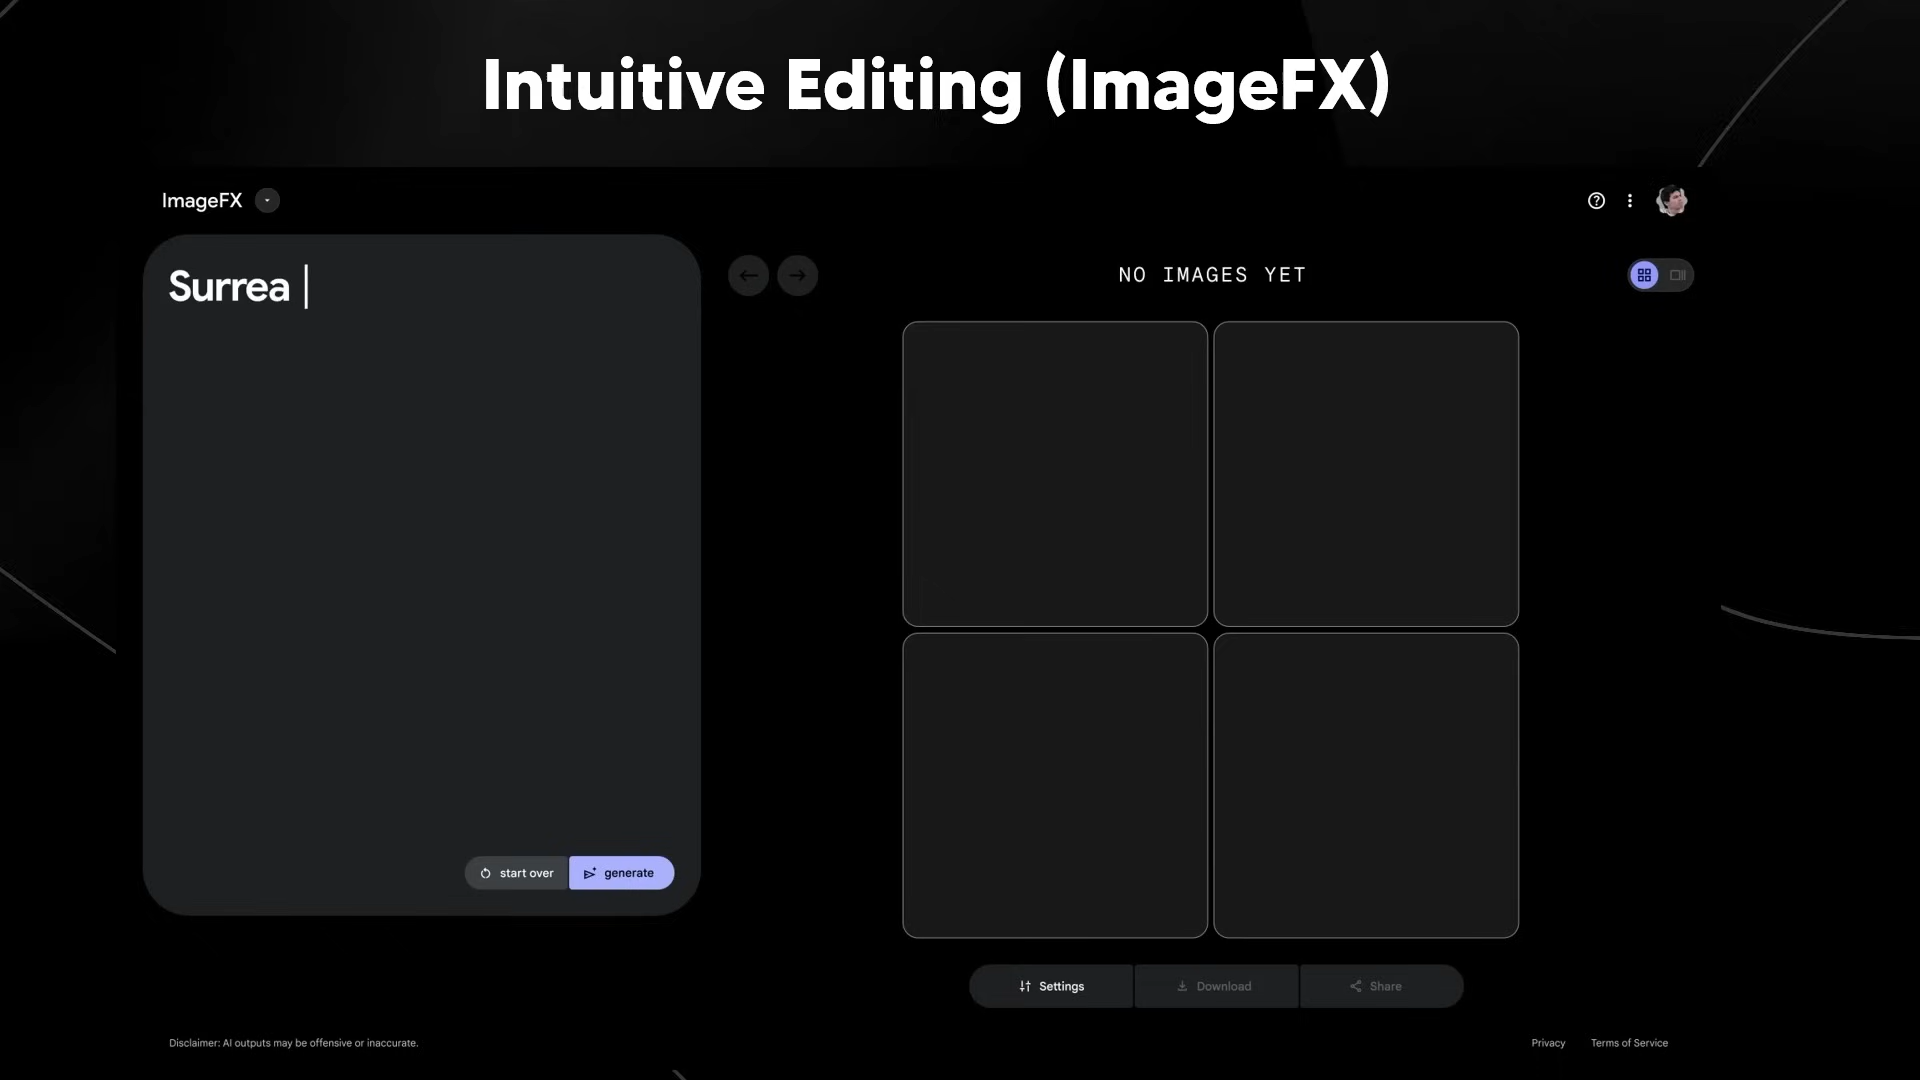 Intuitive Editing (ImageFX)
ImageFX
Surrea
NO IMAGES YET
start over
generate
Settings
Download
Share
Disclaimer: AI outputs may be offensive or inaccurate.
Privacy
Terms of Service